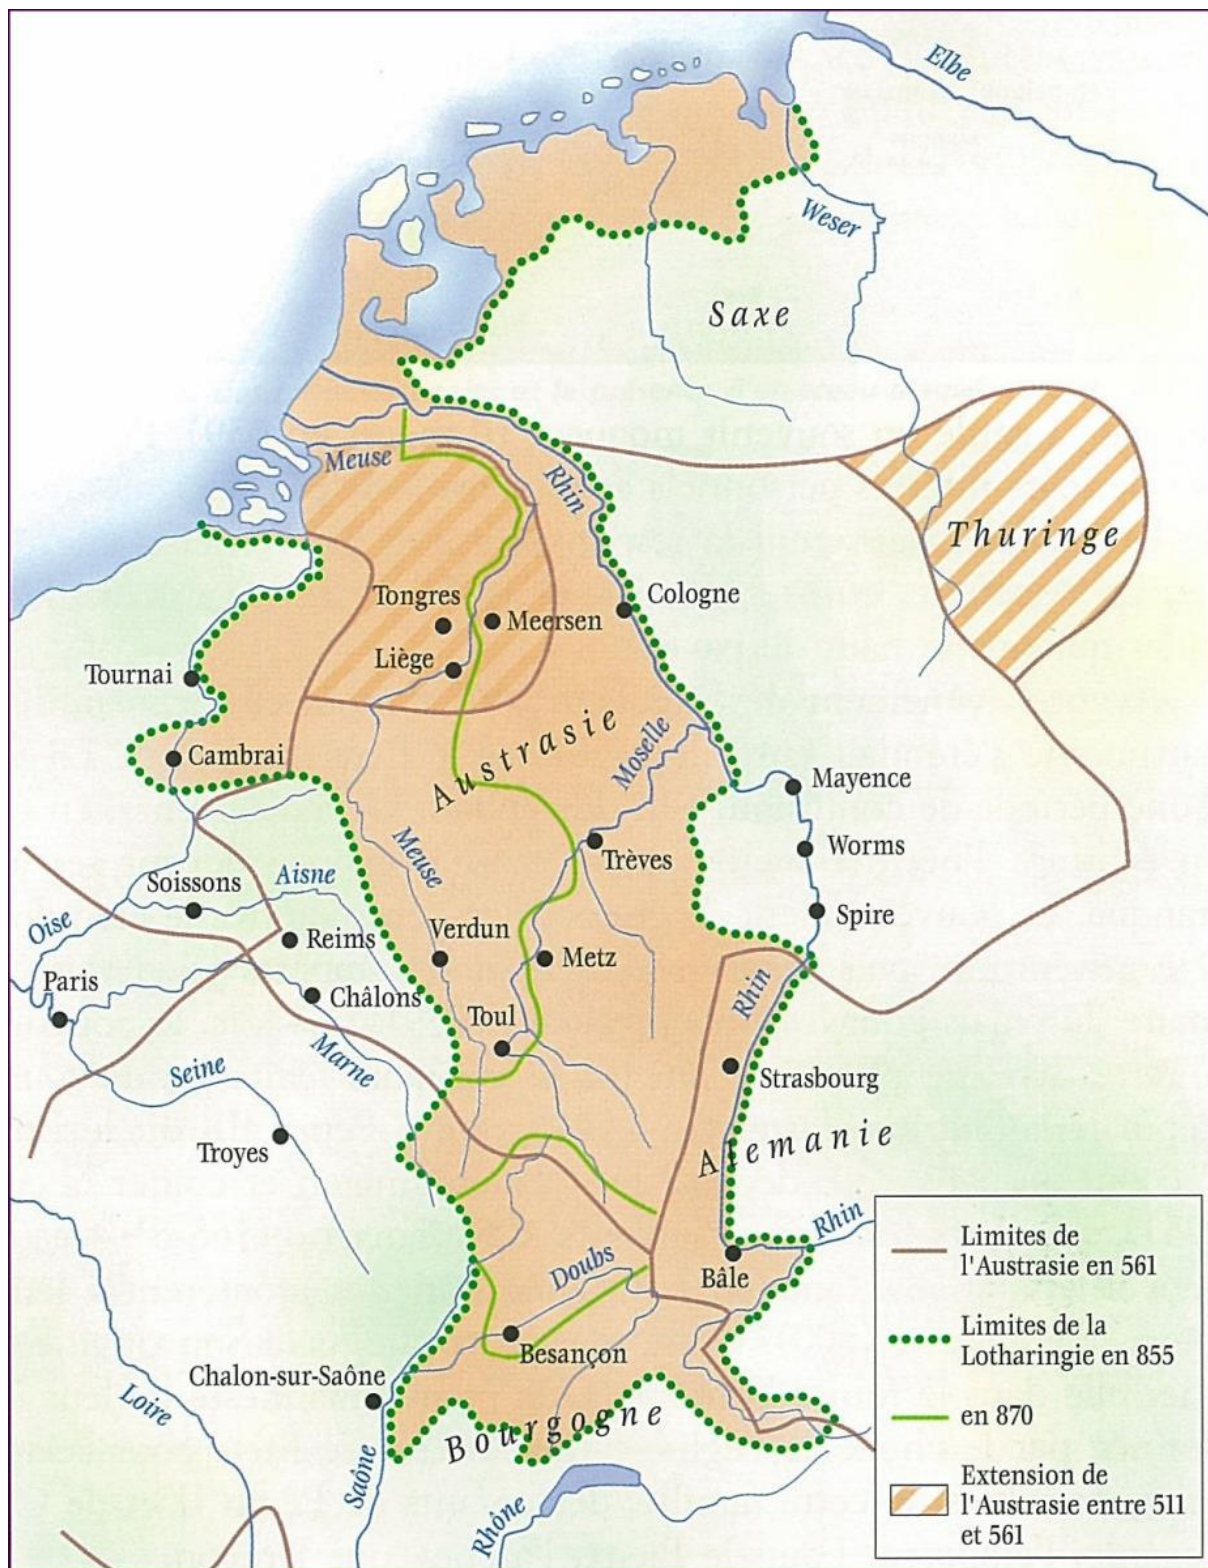 Elbe
Weser
Saxe
Meuse
Rhin
Thuringe
Tongres
Meersen
Cologne
Liège
Tournai
Austrasie
Moselle
Cambrai
Mayence
Meuse
Trèves
Worms
Soissons
Aisne
Oise
Reims
Verdun
Metz
Spire
Paris
Châlons
Toul
Rhin
Marne
Seine
Strasbourg
Troyes
Alemanie
Rhin
Doubs
Bâle
Besançon
Chalon-sur-Saône
Loire
Bourgogne
Saône
Rhône
Limites de
l'Austrasie en 561
Limites de la
Lotharingie en 855
en 870
Extension de
l'Austrasie entre 511
et 561